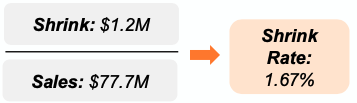 Shrink: $1.2M
Sales: $77.7M
Shrink
Rate:
1.67%